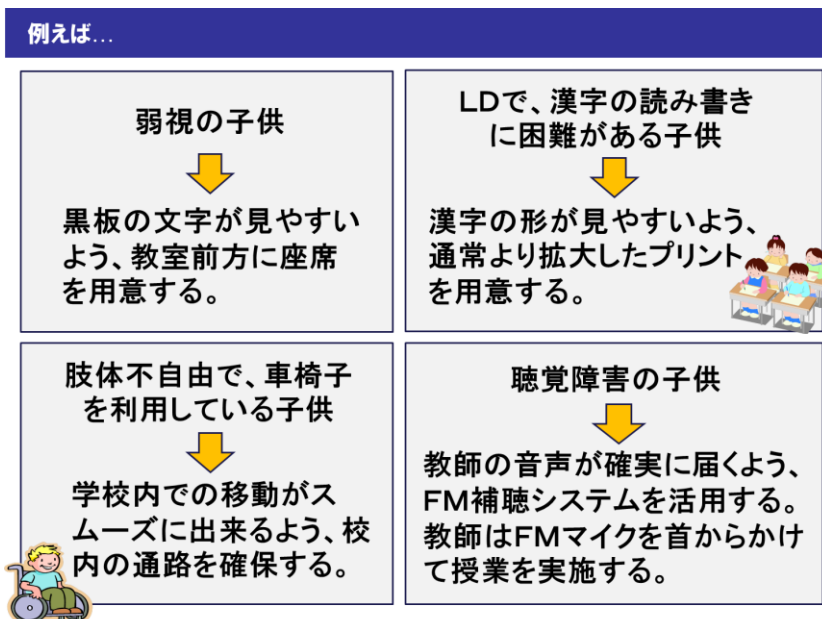 例えば…
弱視の子供
黒板の文字が見やすい
よう、教室前方に座席
を用意する。
LDで、漢字の読み書き
に困難がある子供
漢字の形が見やすいよう、
通常より拡大したプリント
を用意する。
肢体不自由で、車椅子
を利用している子供
学校内での移動がス
ムーズに出来るよう、校
内の通路を確保する。
聴覚障害の子供
教師の音声が確実に届くよう、
FM補聴システムを活用する。
教師はFMマイクを首からかけ
て授業を実施する。